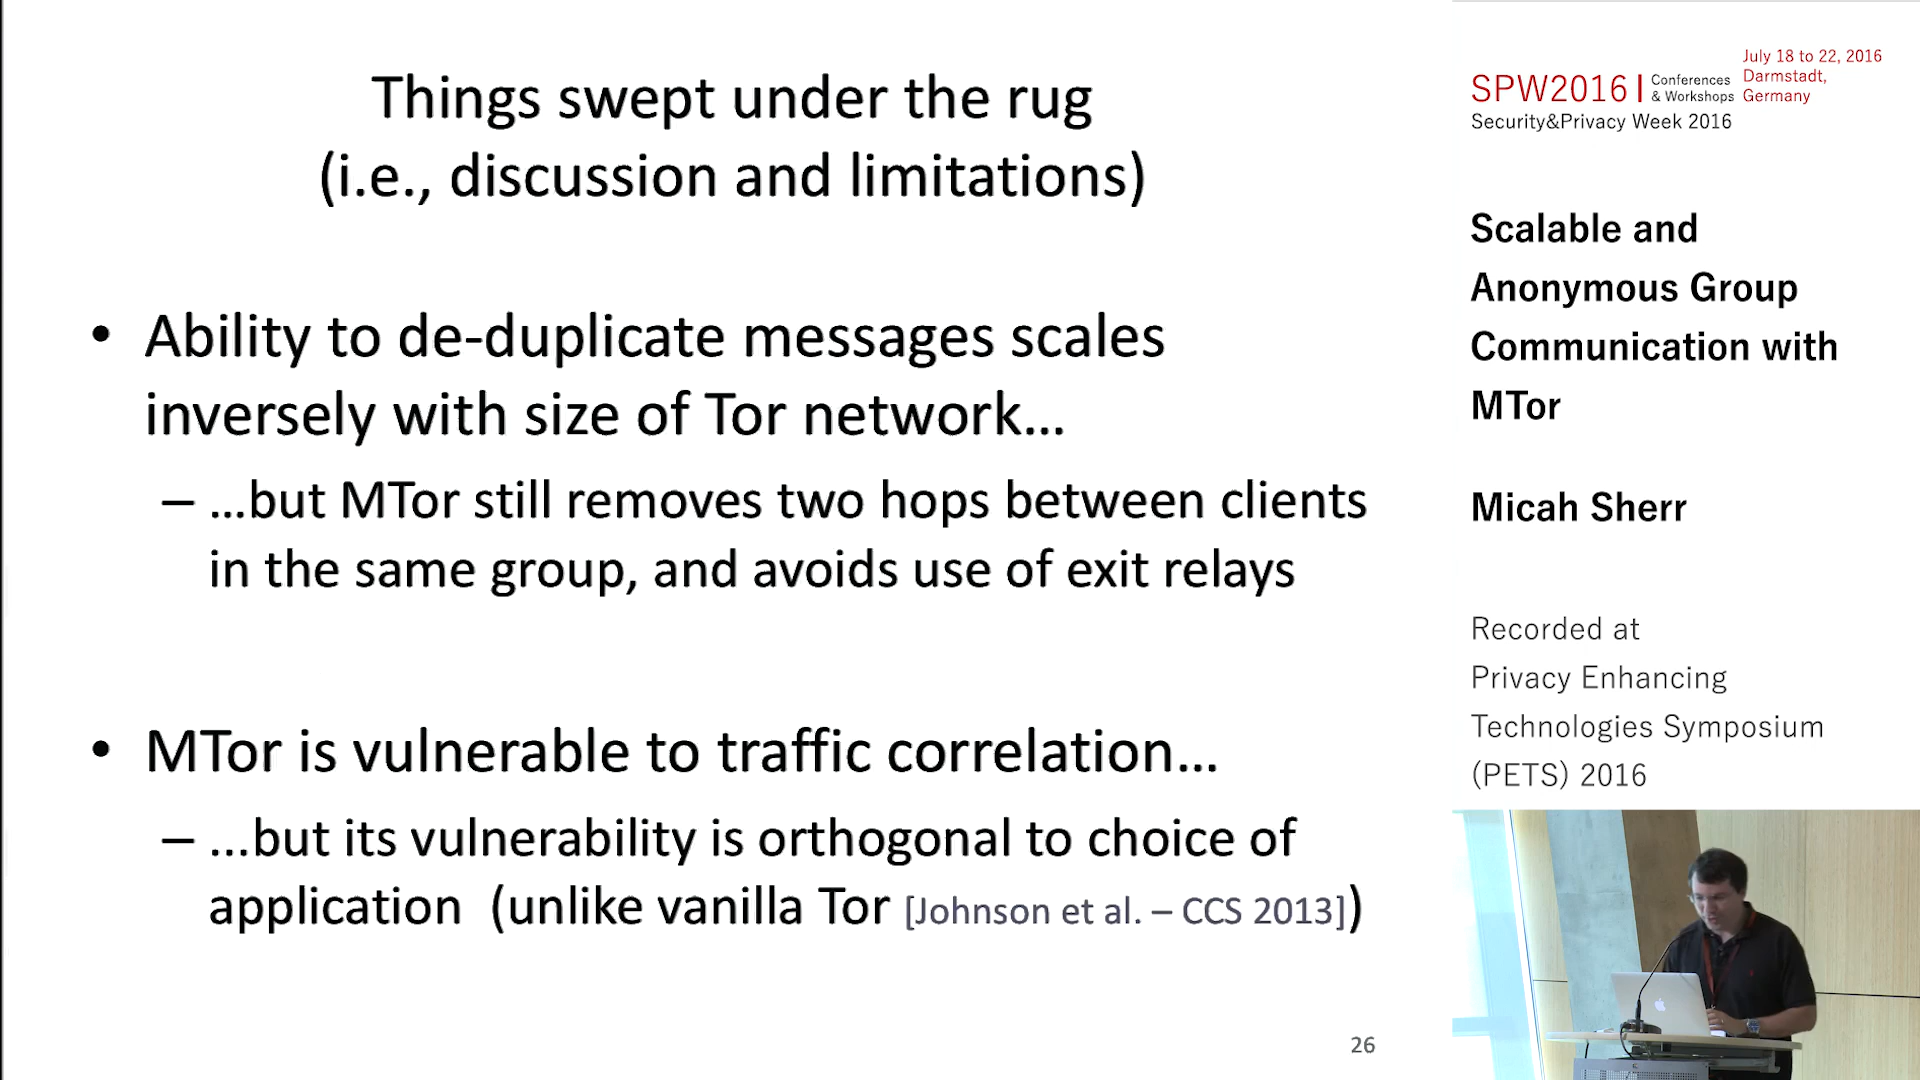 Things swept under the rug
(i.e., discussion and limitations)
• Ability to de-duplicate messages scales
inversely with size of Tor network...
– ...but MTor still removes two hops between clients
in the same group, and avoids use of exit relays
• MTor is vulnerable to traffic correlation...
– ...but its vulnerability is orthogonal to choice of
application (unlike vanilla Tor [Johnson et al. – CCS 2013])
26
SPW2016 | Conferences
& Workshops
July 18 to 22, 2016
Darmstadt,
Germany
Security&Privacy Week 2016
Scalable and
Anonymous Group
Communication with
MTor
Micah Sherr
Recorded at
Privacy Enhancing
Technologies Symposium
(PETS) 2016